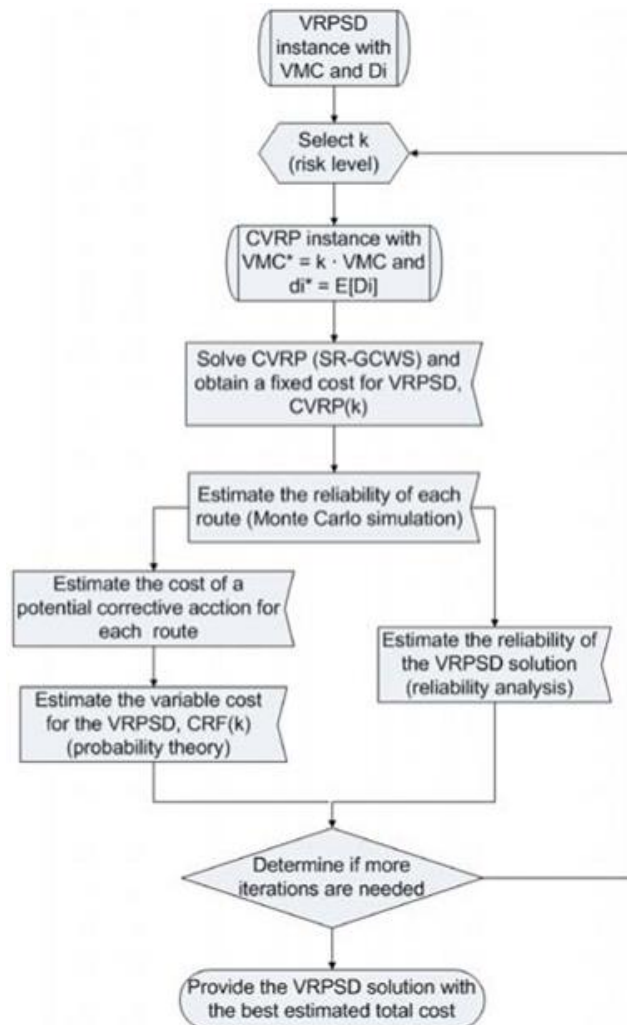 VRPSD
instance with
VMC and Di
Select k
(risk level)
CVRP instance with
VMC* = k · VMC and
di* = E[Di]
Solve CVRP (SR-GCWS) and
obtain a fixed cost for VRPSD,
CVRP(k)
Estimate the reliability of each
route (Monte Carlo simulation)
Estimate the cost of a
potential corrective acction for
each route
Estimate the variable cost
for the VRPSD, CRF(k)
(probability theory)
Estimate the reliability of
the VRPSD solution
(reliability analysis)
Determine if more
iterations are needed
Provide the VRPSD solution with
the best estimated total cost